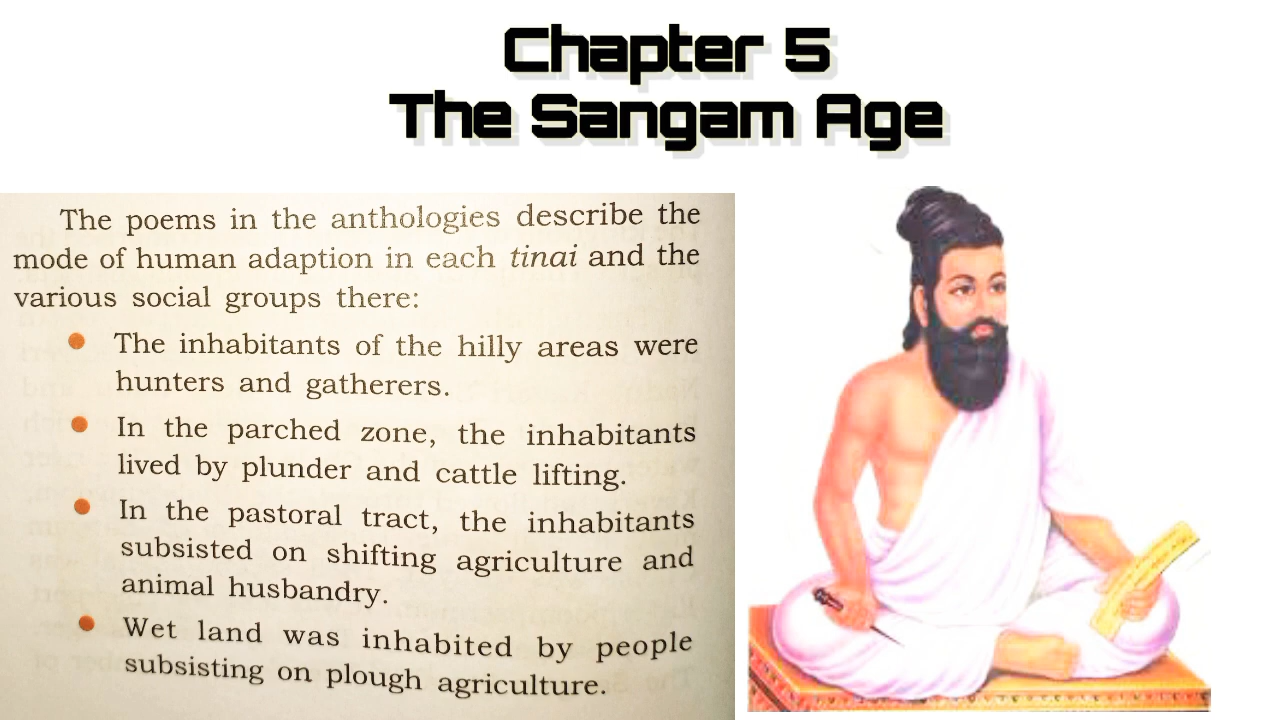 Chapter 5
The Sangam Age
The poems in the anthologies describe the
mode of human adaption in each tinai and the
various social groups there:
• The inhabitants of the hilly areas were
hunters and gatherers.
• In the parched zone, the inhabitants
lived by plunder and cattle lifting.
• In the pastoral tract, the inhabitants
subsisted on shifting agriculture and
animal husbandry.
• Wet land was inhabited by people
subsisting on plough agriculture.